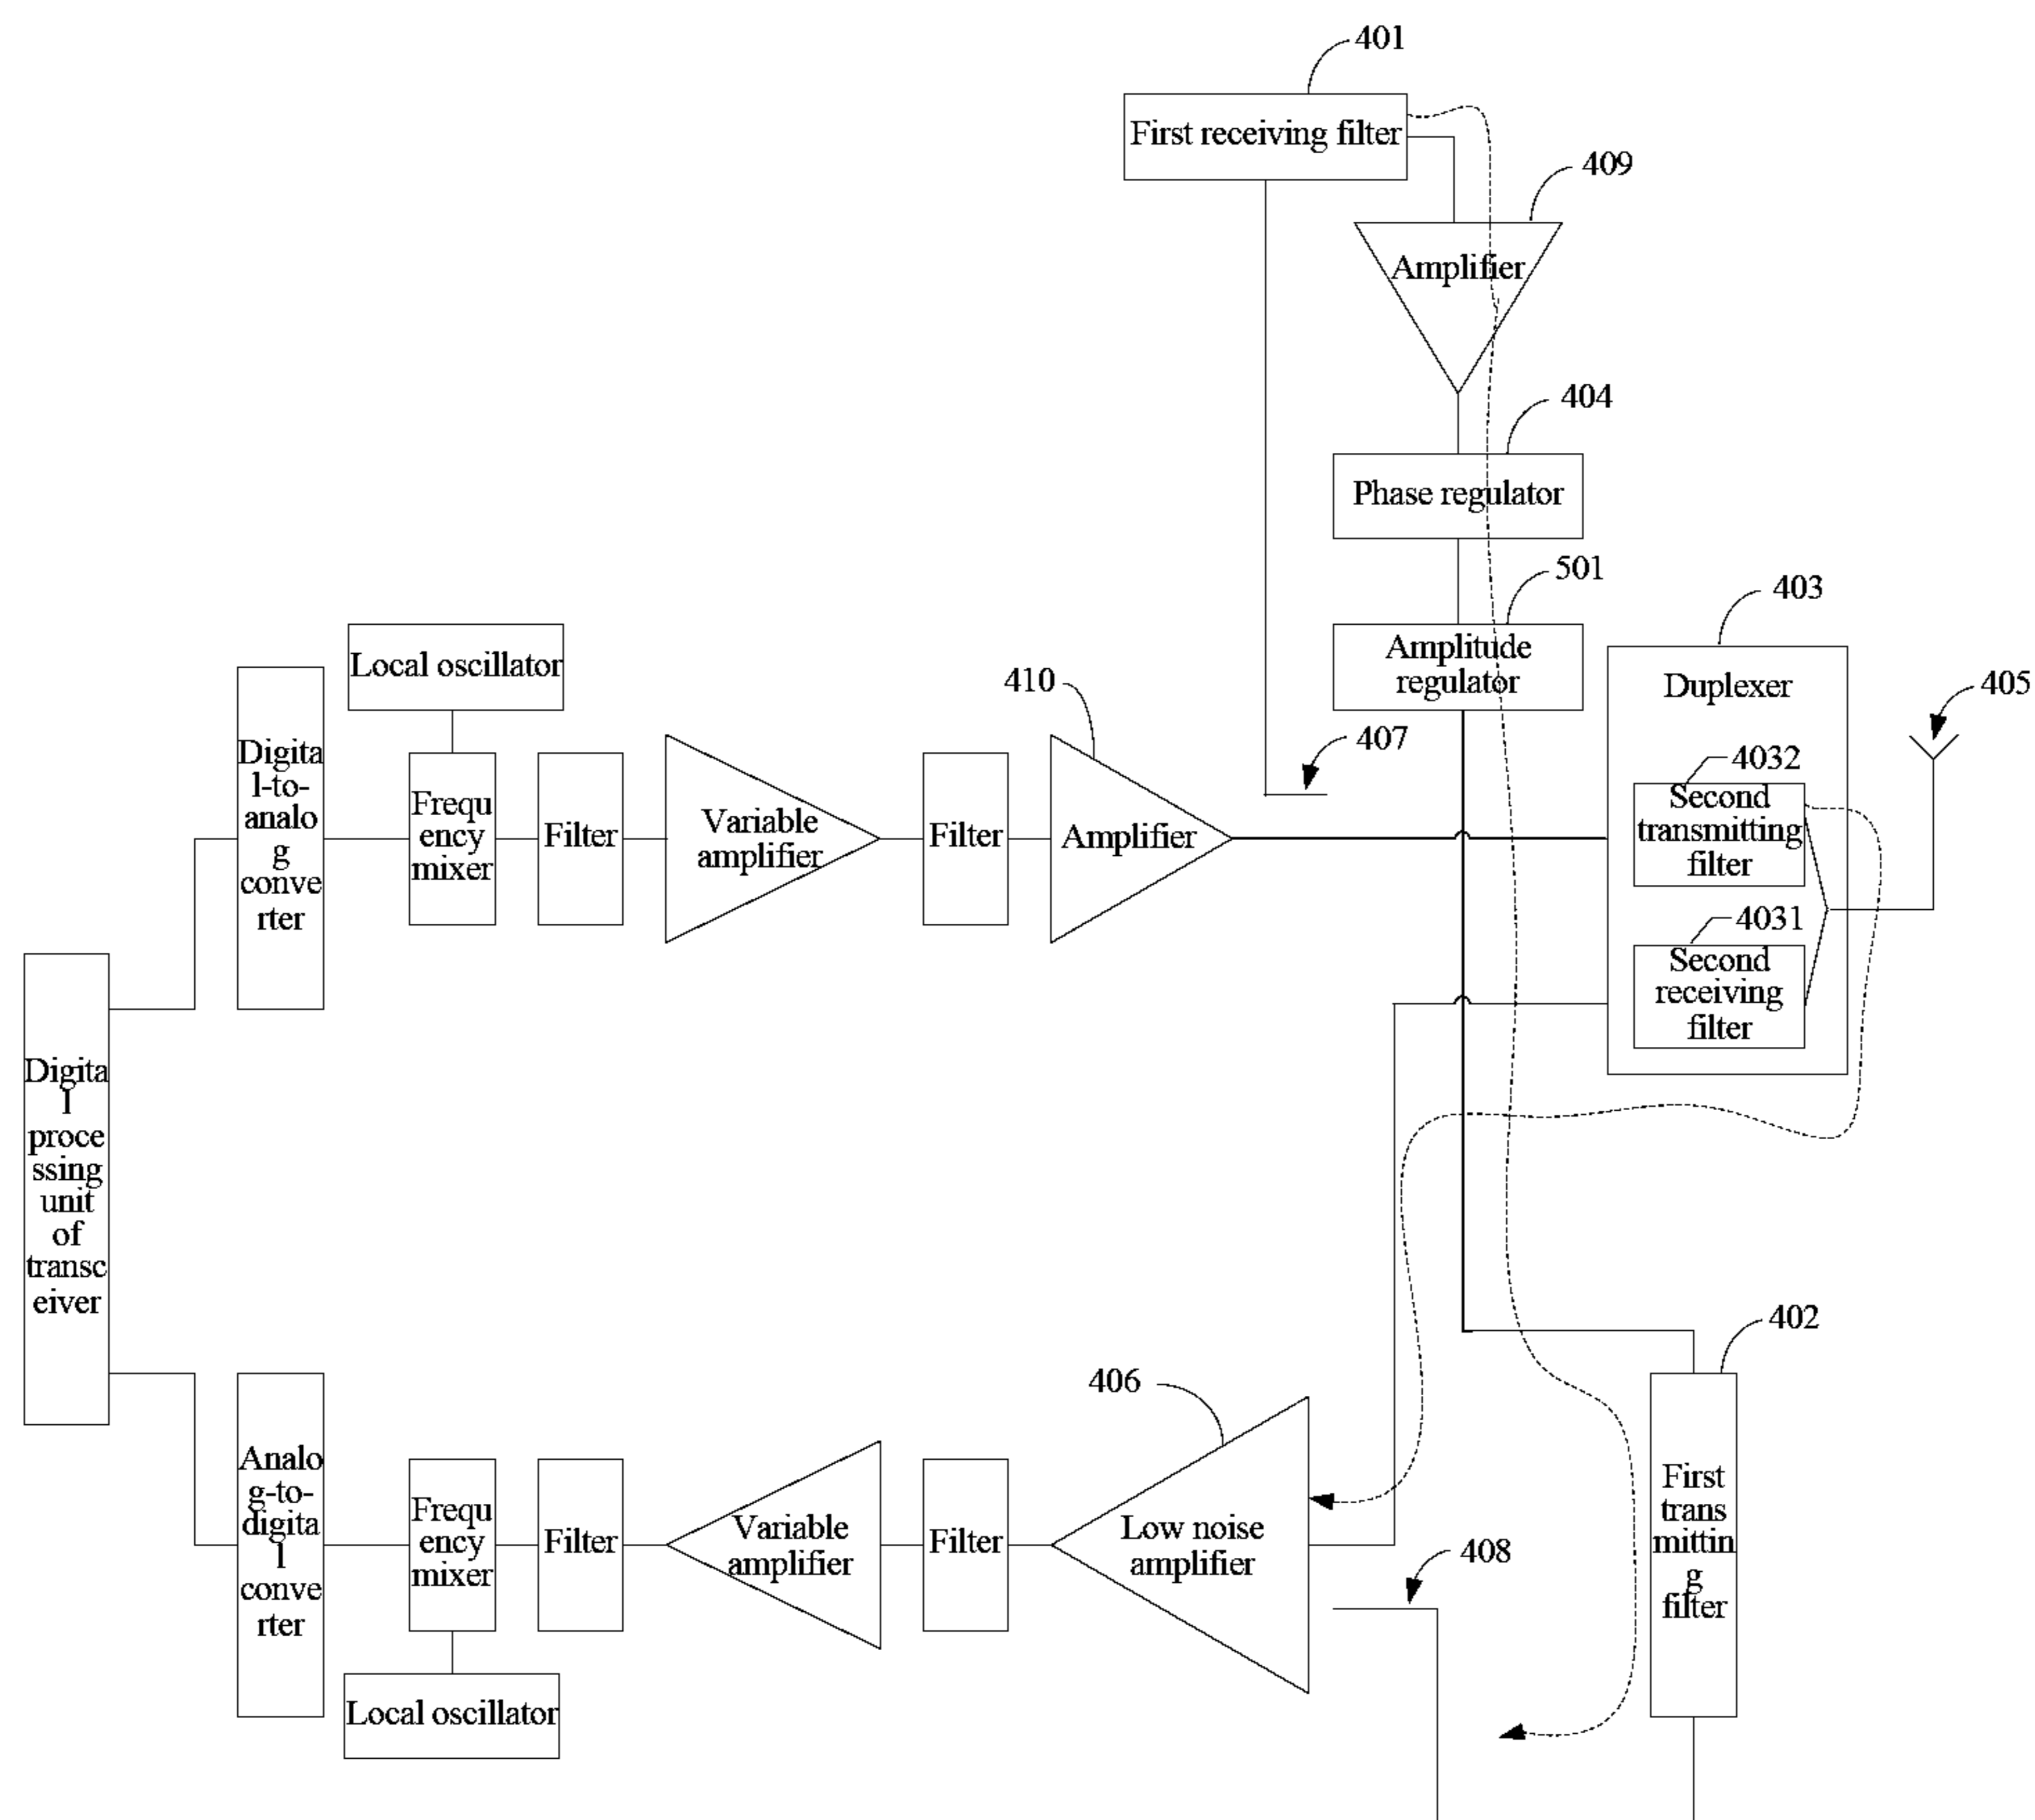 401
First receiving filter
409
Amplifier
404
Phase regulator
501
Amplitude
regulator
403
Duplexer
405
4032
Second
transmitting
filter
4031
Second
receiving
filter
407
410
Local oscillator
Digita
l-to-
analo
g
conve
rter
Frequ
ency
mixer
Filter
Variable
amplifier
Filter
Amplifier
Digita
l
proce
ssing
unit
of
transc
eiver
402
First
trans
mittin
g
filter
406
408
Analo
g-to-
digita
l
conve
rter
Frequ
ency
mixer
Filter
Variable
amplifier
Filter
Low noise
amplifier
Local oscillator